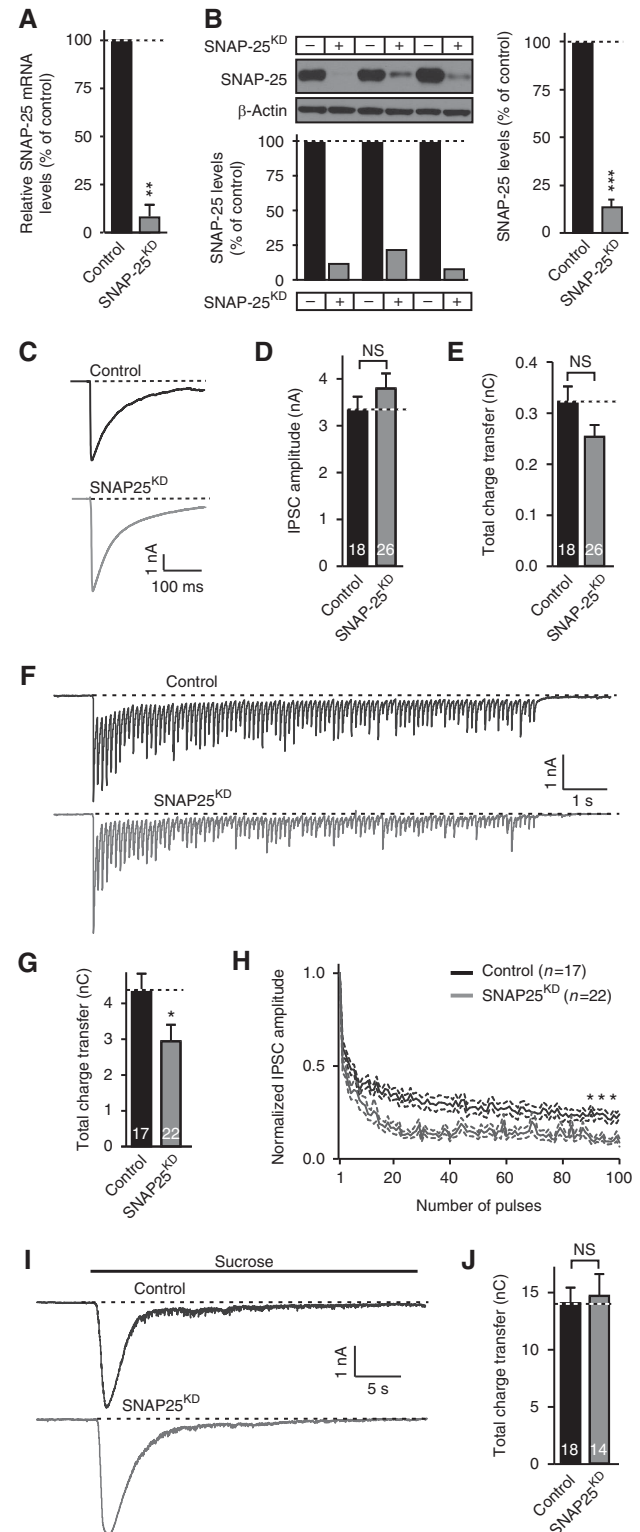 A
Relative SNAP-25 mRNA
levels (% of control)
100
75
50
25
0
**
Control
SNAP-25KD
B
SNAP-25KD
– + – + – +
SNAP-25
β-Actin
SNAP-25 levels
(% of control)
100
75
50
25
0
SNAP-25KD
– + – + – +
SNAP-25 levels (% of control)
100
75
50
25
0
***
Control
SNAP-25KD
C
Control
SNAP25KD
1 nA
100 ms
D
IPSC amplitude (nA)
4
3
2
1
0
NS
18 26
Control
SNAP-25KD
E
Total charge transfer (nC)
0.4
0.3
0.2
0.1
0.0
NS
18 26
Control
SNAP-25KD
F
Control
SNAP25KD
1 nA
1 s
G
Total charge transfer (nC)
4
3
2
1
0
*
17 22
Control
SNAP25KD
H
Normalized IPSC amplitude
1.0
0.5
0.0
Control (n=17)
SNAP25KD (n=22)
***
1 20 40 60 80 100
Number of pulses
I
Sucrose
Control
SNAP25KD
1 nA
5 s
J
Total charge transfer (nC)
15
10
5
0
NS
18 14
Control
SNAP25KD